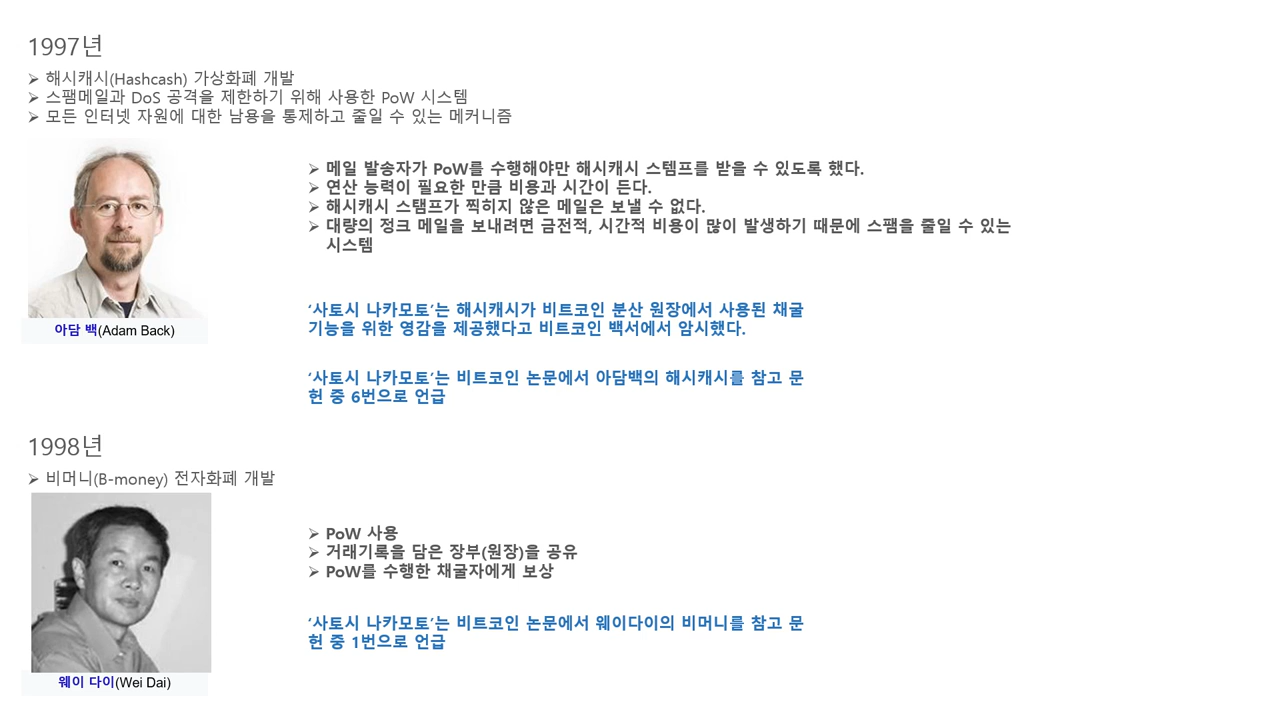 1997년
➢ 해시캐시(Hashcash) 가상화폐 개발
➢ 스팸메일과 DoS 공격을 제한하기 위해 사용한 PoW 시스템
➢ 모든 인터넷 자원에 대한 남용을 통제하고 줄일 수 있는 메커니즘
➢ 메일 발송자가 PoW를 수행해야만 해시캐시 스템프를 받을 수 있도록 했다.
➢ 연산 능력이 필요한 만큼 비용과 시간이 든다.
➢ 해시캐시 스탬프가 찍히지 않은 메일은 보낼 수 없다.
➢ 대량의 정크 메일을 보내려면 금전적, 시간적 비용이 많이 발생하기 때문에 스팸을 줄일 수 있는
시스템
‘사토시 나카모토’는 해시캐시가 비트코인 분산 원장에서 사용된 채굴
기능을 위한 영감을 제공했다고 비트코인 백서에서 암시했다.
아담 백(Adam Back)
‘사토시 나카모토’는 비트코인 논문에서 아담백의 해시캐시를 참고 문
헌 중 6번으로 언급
1998년
➢ 비머니(B-money) 전자화폐 개발
➢ PoW 사용
➢ 거래기록을 담은 장부(원장)을 공유
➢ PoW를 수행한 채굴자에게 보상
‘사토시 나카모토’는 비트코인 논문에서 웨이다이의 비머니를 참고 문
헌 중 1번으로 언급
웨이 다이(Wei Dai)